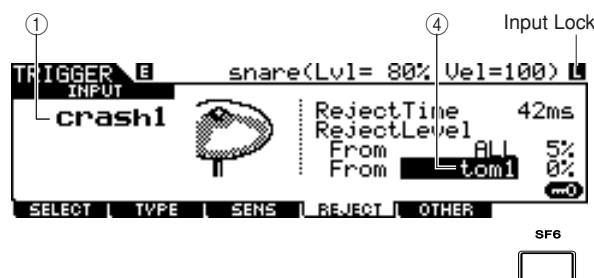 ① ④ Input Lock
TRIGGER E snare(Lvl= 80% Vel=100) L
INPUT
crash1
RejectTime 42ms
RejectLevel
From ALL 5%
From tom1 0%
SELECT TYPE SENS REJECT OTHER
SF6